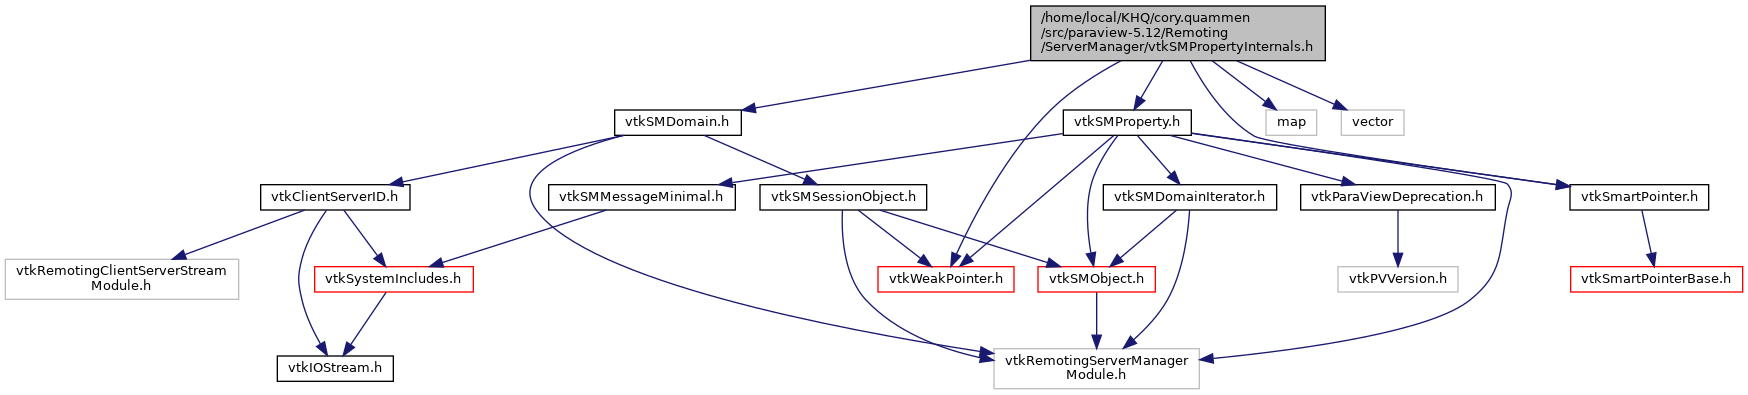 /home/local/KHQ/cory.quammen
/src/paraview-5.12/Remoting
/ServerManager/vtkSMPropertyInternals.h
vtkSMDomain.h
vtkSMProperty.h
map
vector
vtkClientServerID.h
vtkSMMessageMinimal.h
vtkSMSessionObject.h
vtkSMDomainIterator.h
vtkParaViewDeprecation.h
vtkSmartPointer.h
vtkRemotingClientServerStream
Module.h
vtkSystemIncludes.h
vtkWeakPointer.h
vtkSMObject.h
vtkPVVersion.h
vtkSmartPointerBase.h
vtkIOStream.h
vtkRemotingServerManager
Module.h